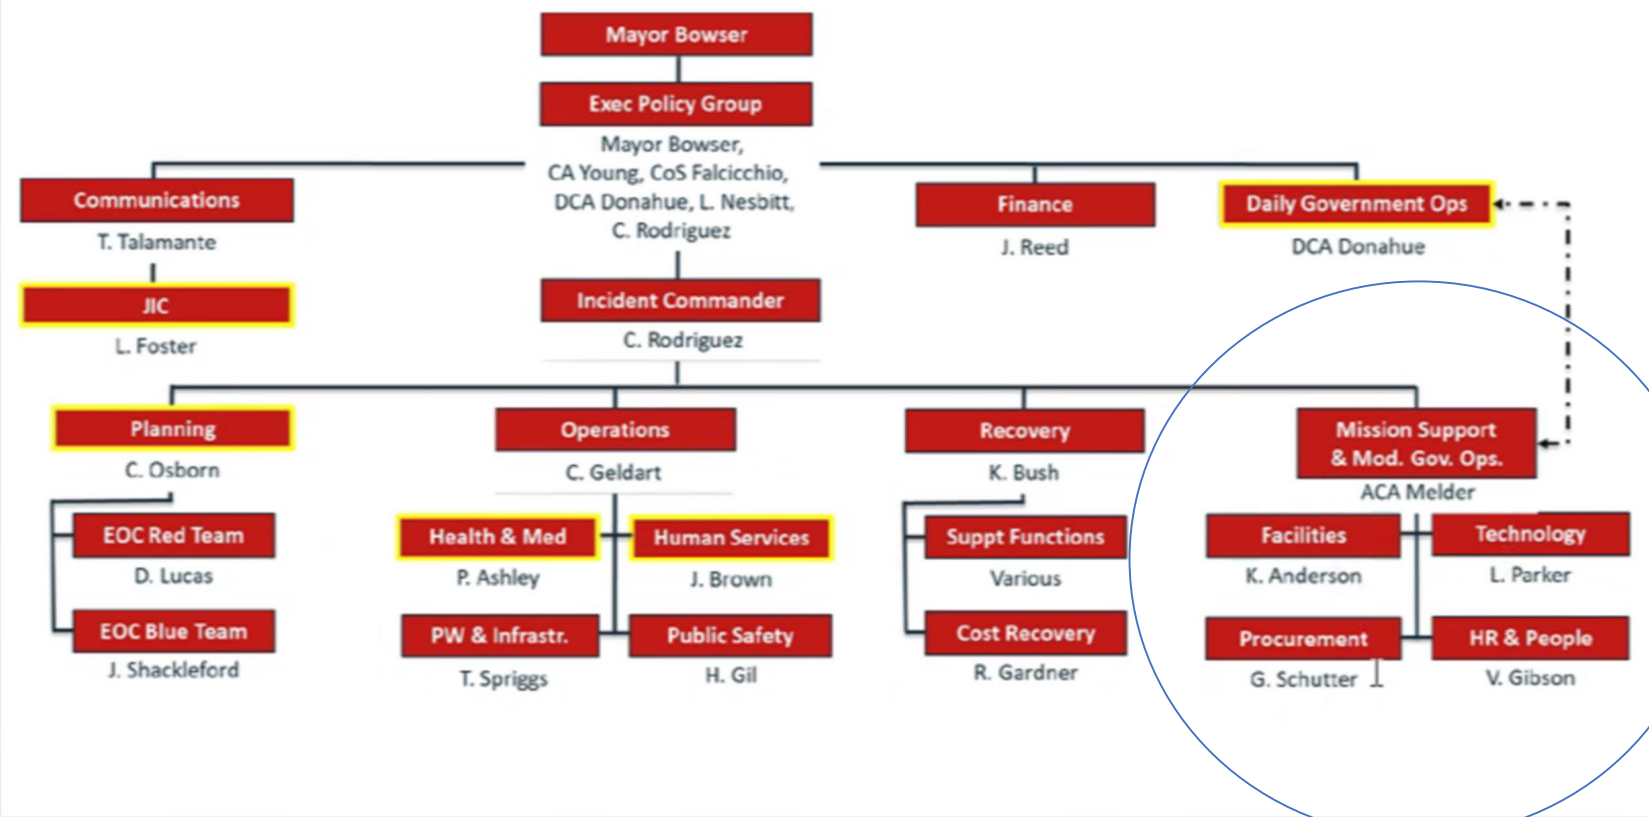 Mayor Bowser
Exec Policy Group
Mayor Bowser,
CA Young, CoS Falcicchio,
DCA Donahue, L. Nesbitt,
C. Rodriguez
Communications
T. Talamante
JIC
L. Foster
Finance
J. Reed
Daily Government Ops
DCA Donahue
Incident Commander
C. Rodriguez
Planning
C. Osborn
EOC Red Team
D. Lucas
EOC Blue Team
J. Shackleford
Operations
C. Geldart
Health & Med
P. Ashley
Human Services
J. Brown
PW & Infrastr.
T. Spriggs
Public Safety
H. Gil
Recovery
K. Bush
Suppt Functions
Various
Cost Recovery
R. Gardner
Mission Support
& Mod. Gov. Ops.
ACA Melder
Facilities
K. Anderson
Technology
L. Parker
Procurement
G. Schutter
HR & People
V. Gibson